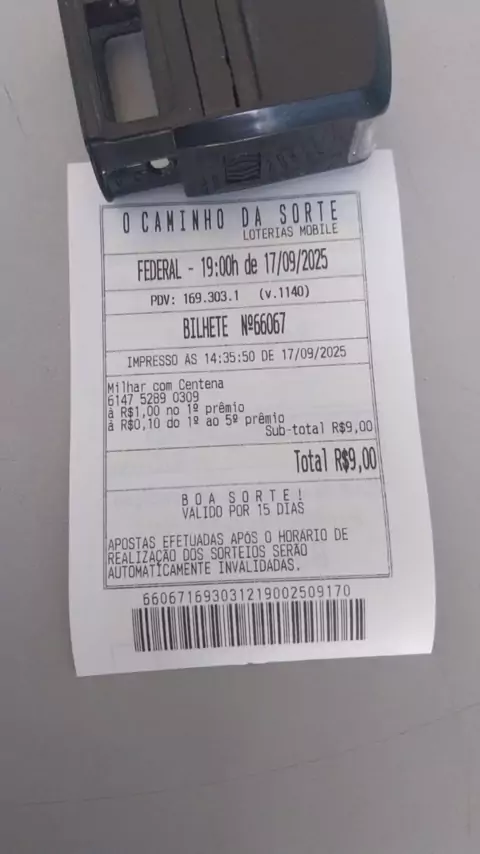 O CAMINHO DA SORTE
LOTERIAS MOBILE
FEDERAL - 19:00h de 17/09/2025
PDV: 169.303.1 (v.1140)
BILHETE Nº66067
IMPRESSO AS 14:35:50 DE 17/09/2025
Milhar com Centena
6147 5289 0309
à R$1,00 no 1º prêmio
à R$0,10 do 1º ao 5º prêmio
Sub-total R$9,00
Total R$9,00
BOA SORTE!
VALIDO POR 15 DIAS
APOSTAS EFETUADAS APÓS O HORARIO DE
REALIZAÇÃO DOS SORTEIOS SERÃO
AUTOMATICAMENTE INVALIDADAS.
660671693031219002509170